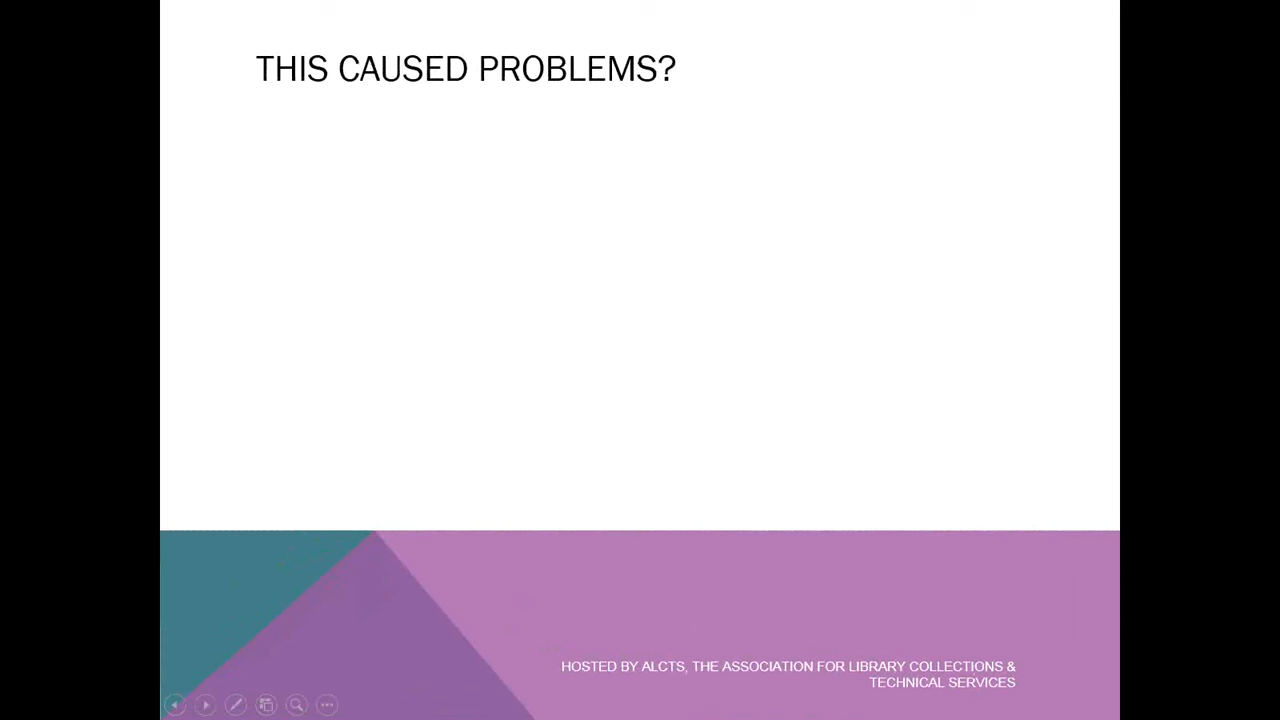 THIS CAUSED PROBLEMS?
HOSTED BY ALCTS, THE ASSOCIATION FOR LIBRARY COLLECTIONS &
TECHNICAL SERVICES